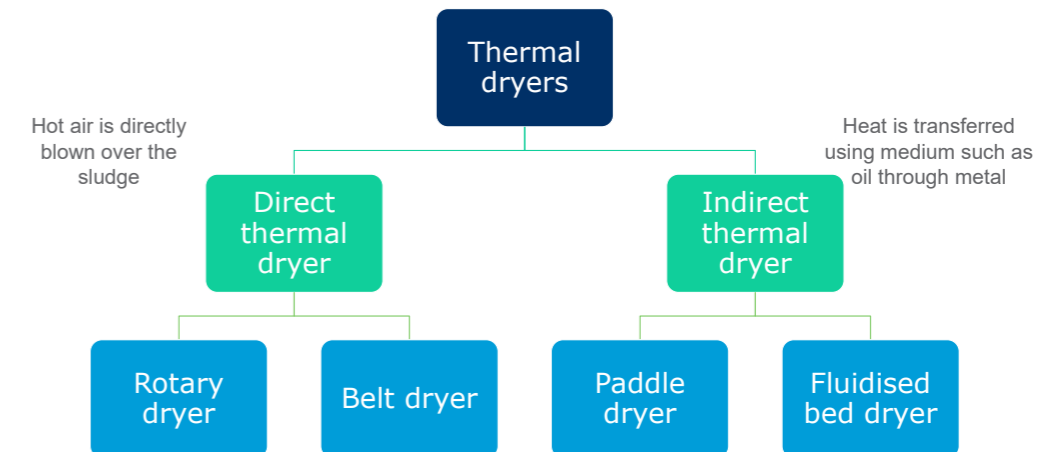 Thermal
dryers
Hot air is directly
blown over the
sludge
Heat is transferred
using medium such as
oil through metal
Direct
thermal
dryer
Indirect
thermal
dryer
Rotary
dryer
Belt dryer
Paddle
dryer
Fluidised
bed dryer